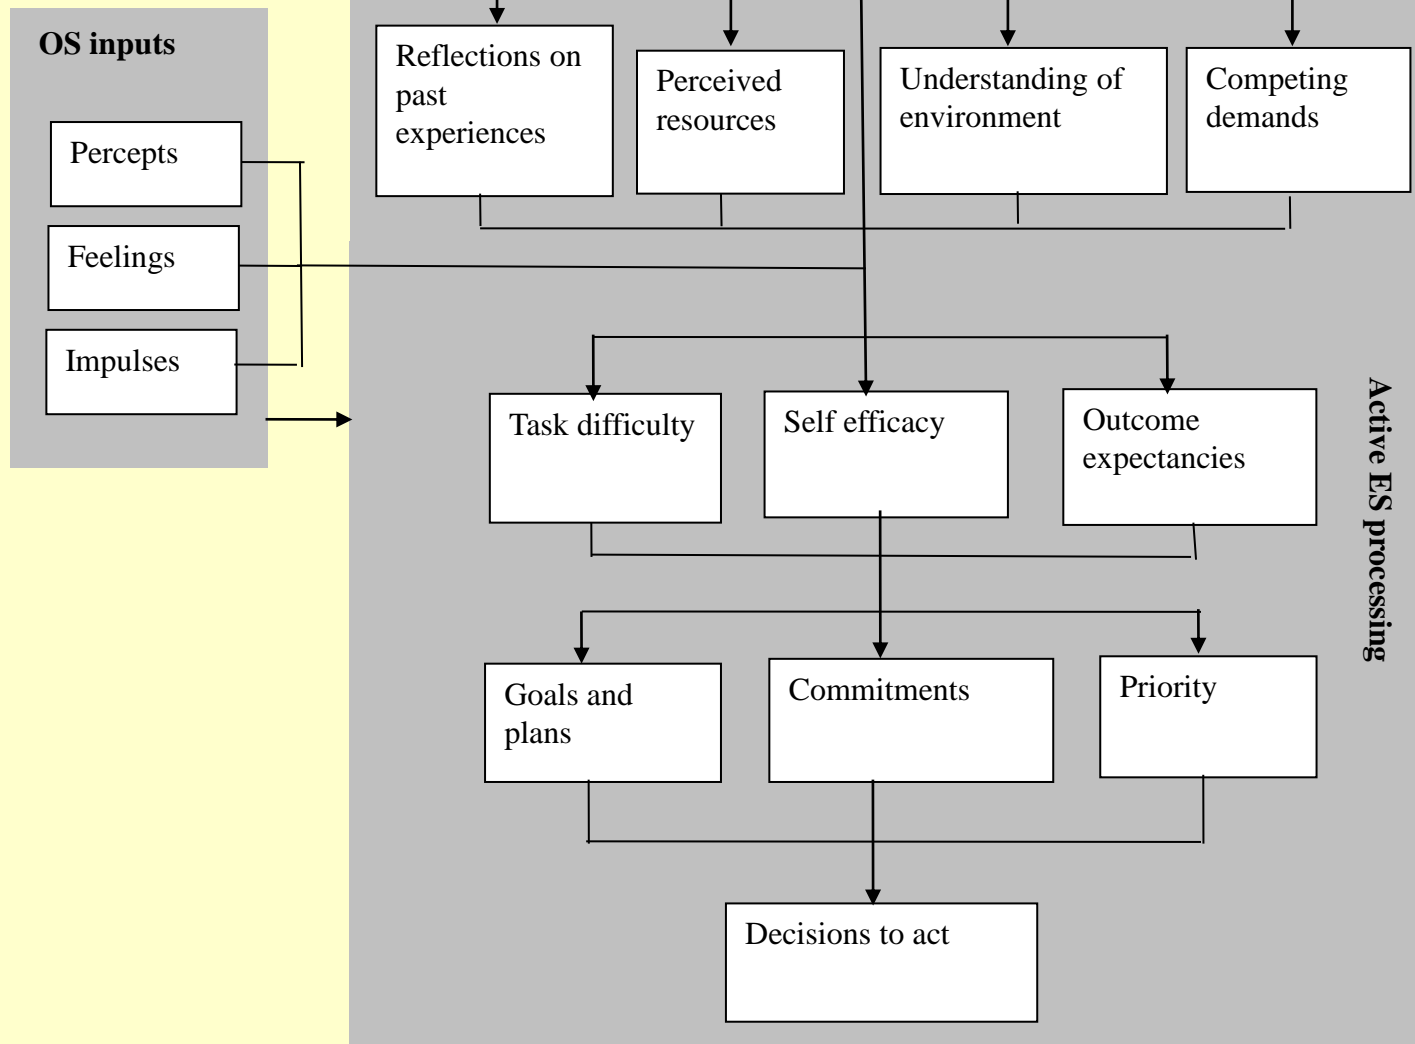 OS inputs
Percepts
Feelings
Impulses
Reflections on
past
experiences
Perceived
resources
Understanding of
environment
Competing
demands
Task difficulty
Self efficacy
Outcome
expectancies
Active ES processing
Goals and
plans
Commitments
Priority
Decisions to act